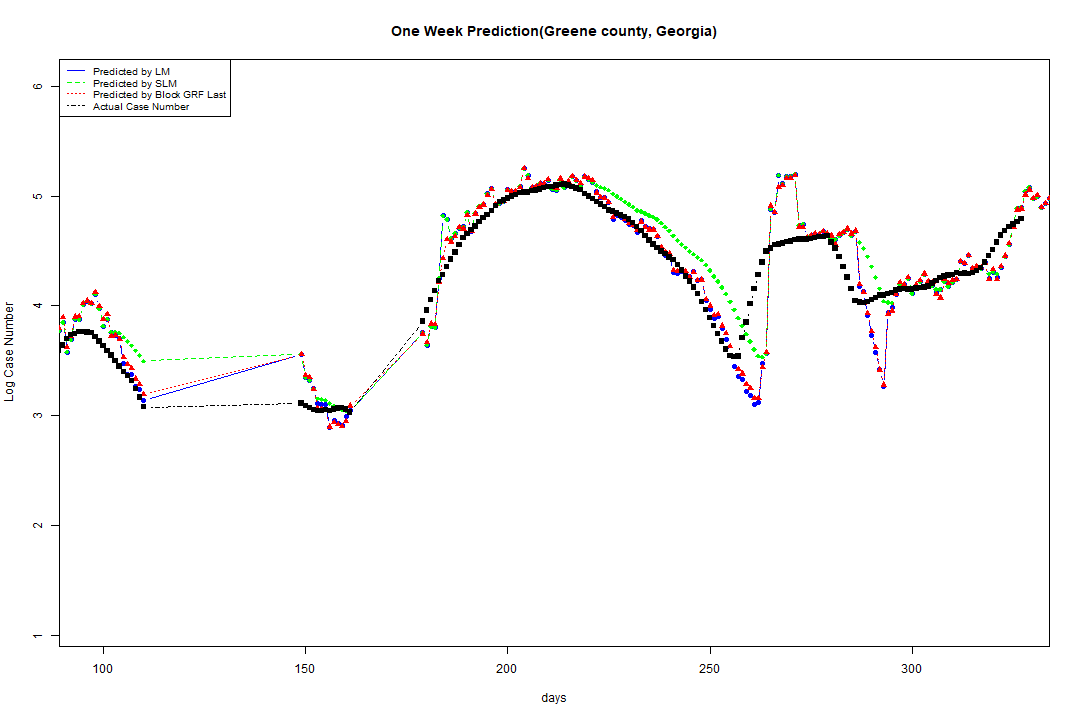 One Week Prediction(Greene county, Georgia)
Predicted by LM
Predicted by SLM
Predicted by Block GRF Last
Actual Case Number
6
5
4
3
2
1
Log Case Number
100 150 200 250 300
days